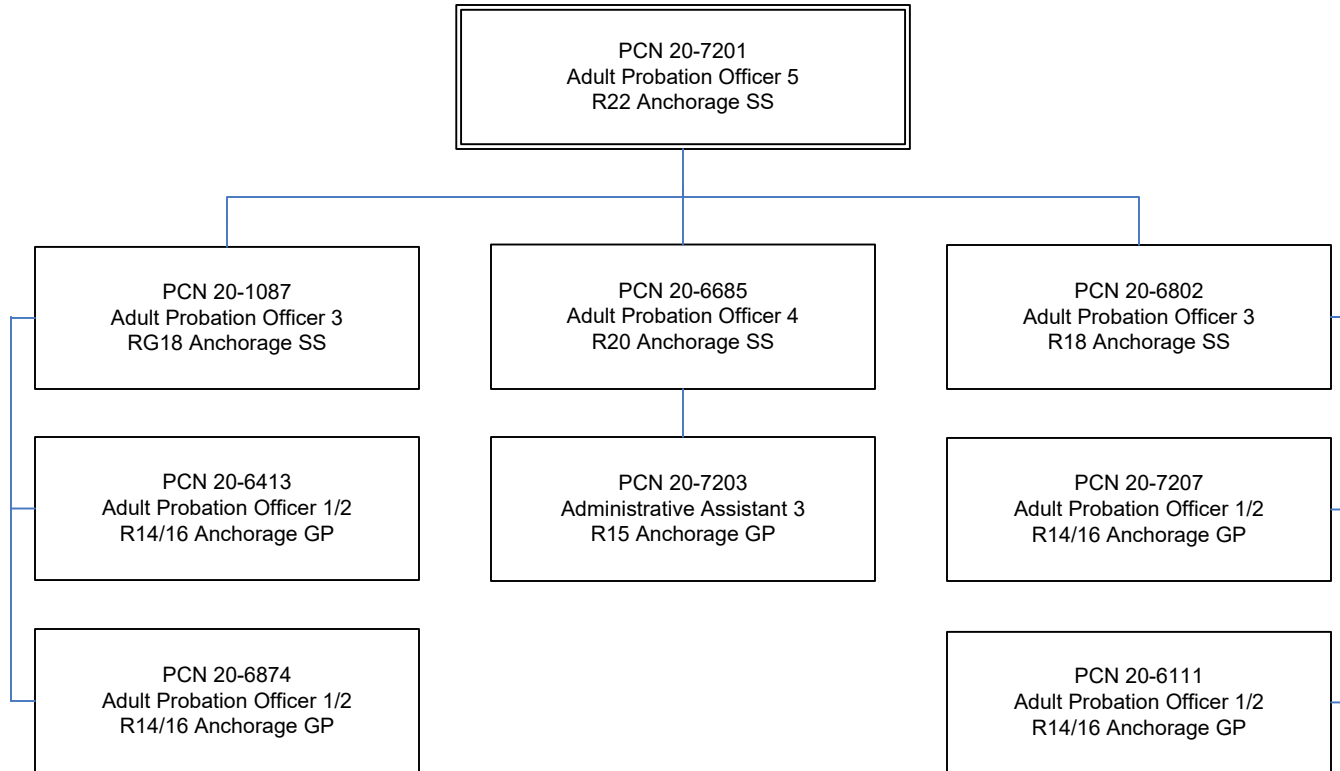 PCN 20-7201
Adult Probation Officer 5
R22 Anchorage SS
PCN 20-1087
Adult Probation Officer 3
RG18 Anchorage SS
PCN 20-6685
Adult Probation Officer 4
R20 Anchorage SS
PCN 20-6802
Adult Probation Officer 3
R18 Anchorage SS
PCN 20-6413
Adult Probation Officer 1/2
R14/16 Anchorage GP
PCN 20-7203
Administrative Assistant 3
R15 Anchorage GP
PCN 20-7207
Adult Probation Officer 1/2
R14/16 Anchorage GP
PCN 20-6874
Adult Probation Officer 1/2
R14/16 Anchorage GP
PCN 20-6111
Adult Probation Officer 1/2
R14/16 Anchorage GP